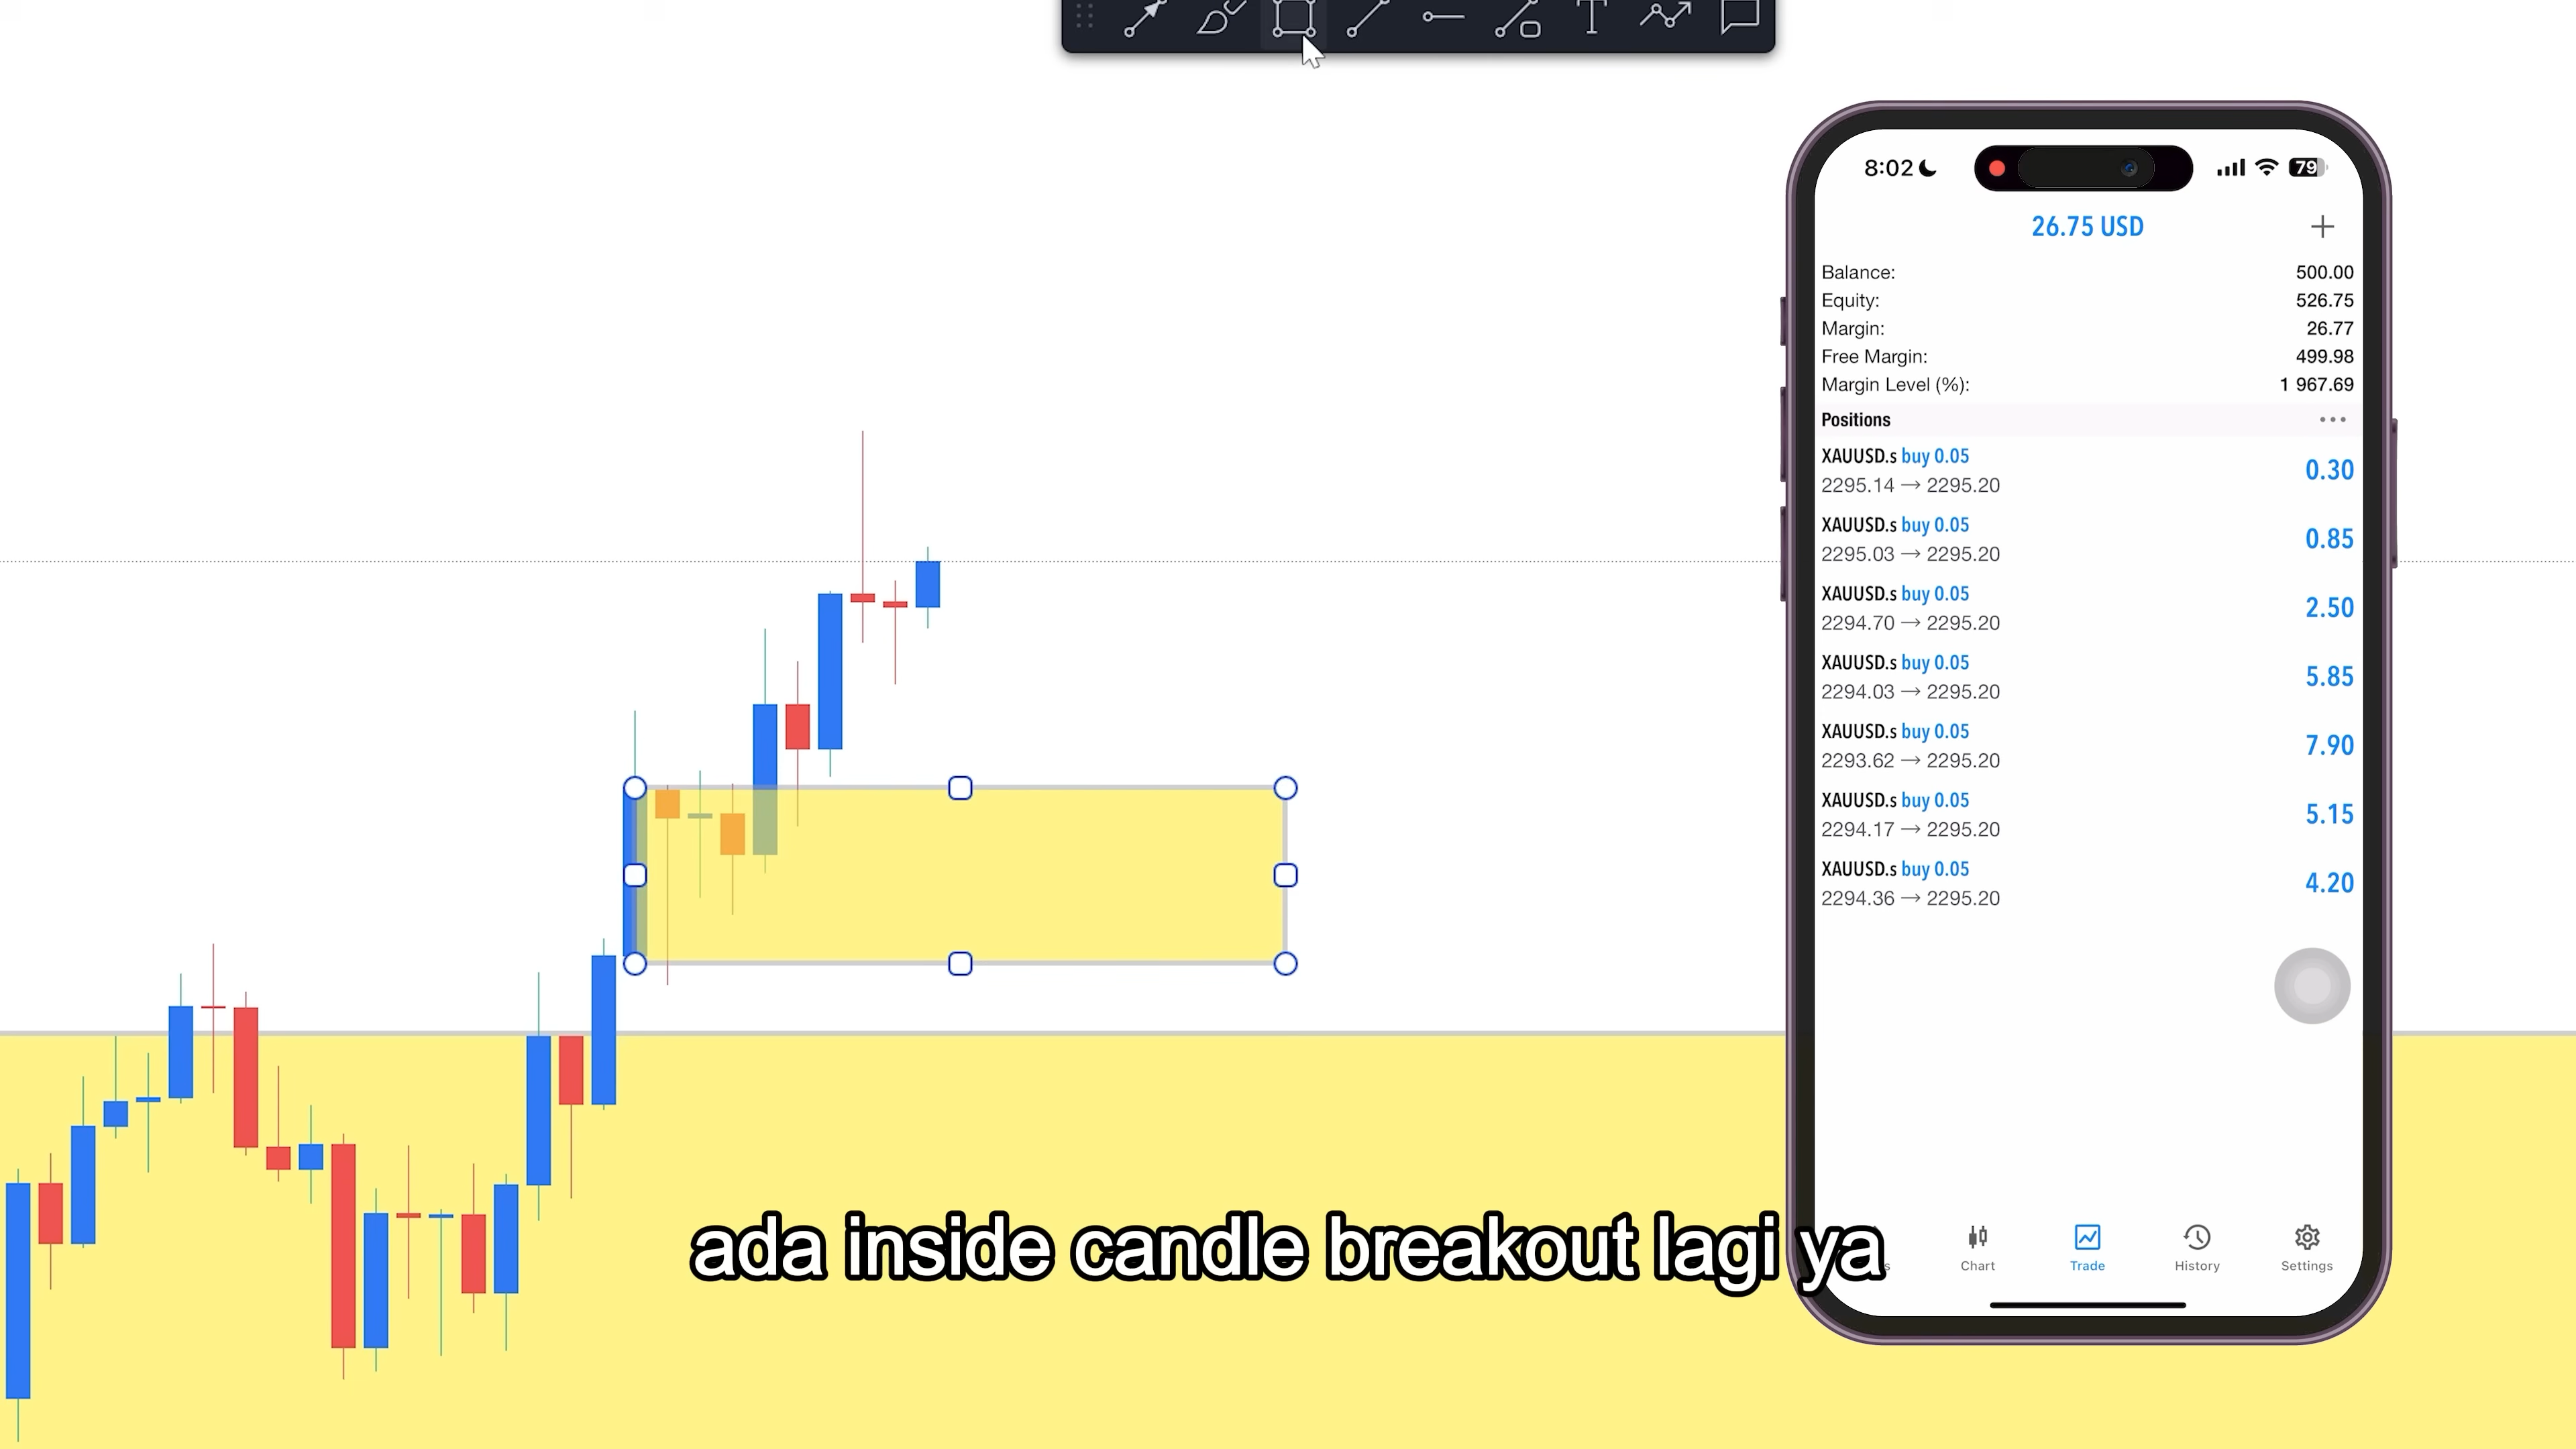 8:02
79
26.75 USD
Balance: 500.00
Equity: 526.75
Margin: 26.77
Free Margin: 499.98
Margin Level (%): 1 967.69
Positions
XAUUSD.s buy 0.05
0.30
2295.14 → 2295.20
XAUUSD.s buy 0.05
0.85
2295.03 → 2295.20
XAUUSD.s buy 0.05
2.50
2294.70 → 2295.20
XAUUSD.s buy 0.05
5.85
2294.03 → 2295.20
XAUUSD.s buy 0.05
7.90
2293.62 → 2295.20
XAUUSD.s buy 0.05
5.15
2294.17 → 2295.20
XAUUSD.s buy 0.05
4.20
2294.36 → 2295.20
ada inside candle breakout lagi ya
Chart Trade History Settings